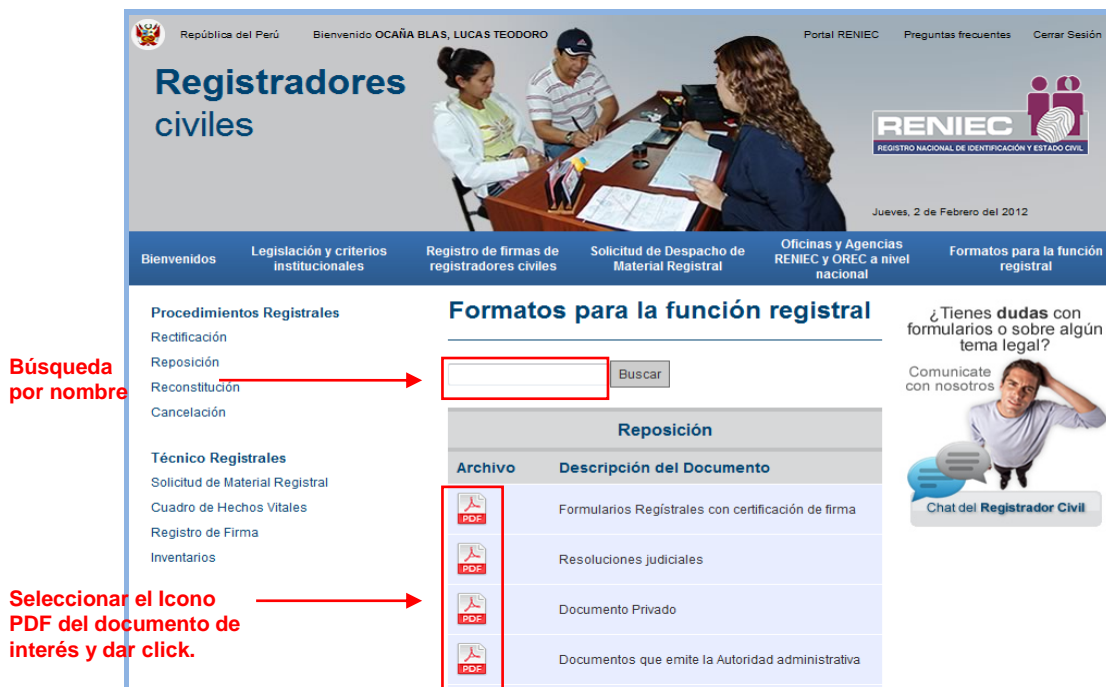 República del Perú Bienvenido OCAÑA BLAS, LUCAS TEODORO Portal RENIEC Preguntas frecuentes Cerrar Sesión
Registradores
civiles
RENIEC
REGISTRO NACIONAL DE IDENTIFICACIÓN Y ESTADO CIVIL
Jueves, 2 de Febrero del 2012
Bienvenidos
Legislación y criterios
institucionales
Registro de firmas de
registradores civiles
Solicitud de Despacho de
Material Registral
Oficinas y Agencias
RENIEC y OREC a nivel
nacional
Formatos para la función
registral
Procedimientos Registrales
Rectificación
Reposición
Reconstitución
Cancelación
Técnico Registrales
Solicitud de Material Registral
Cuadro de Hechos Vitales
Registro de Firma
Inventarios
Búsqueda
por nombre
Seleccionar el Icono
PDF del documento de
interés y dar click.
Formatos para la función registral
Buscar
Reposición
Archivo Descripción del Documento
PDF Formularios Regístrales con certificación de firma
PDF Resoluciones judiciales
PDF Documento Privado
PDF Documentos que emite la Autoridad administrativa
¿Tienes dudas con
formularios o sobre algún
tema legal?
Comunicate
con nosotros
Chat del Registrador Civil